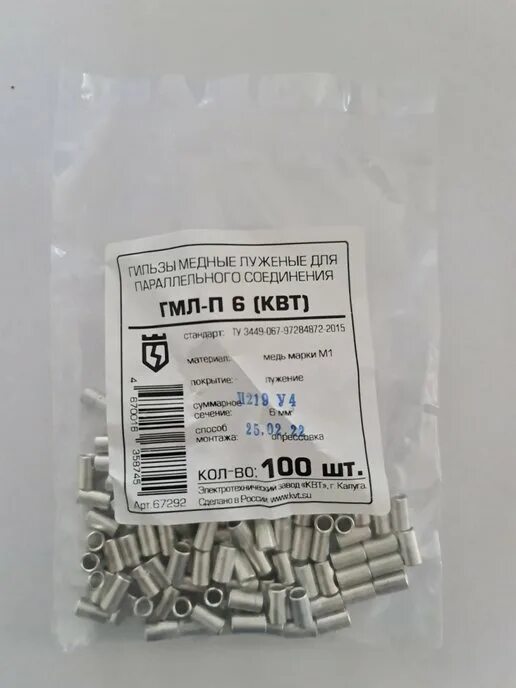 ГИЛЬЗЫ МЕДНЫЕ ЛУЖЕНЫЕ ДЛЯ
ПАРАЛЛЕЛЬНОГО СОЕДИНЕНИЯ
ГМЛ-П 6 (КВТ)
стандарт: ТУ 3449-067-97284872-2015
материал: медь марки М1
покрытие: лужение
суммарное
сечение: 6 мм²
Ц219 У4
способ
монтажа: опрессовка
25.02.22
КОЛ-ВО: 100 шт.
Электротехнический завод «КВТ», г. Калуга
Сделано в России, www.kvt.su
4 670018 358745
Арт.67292